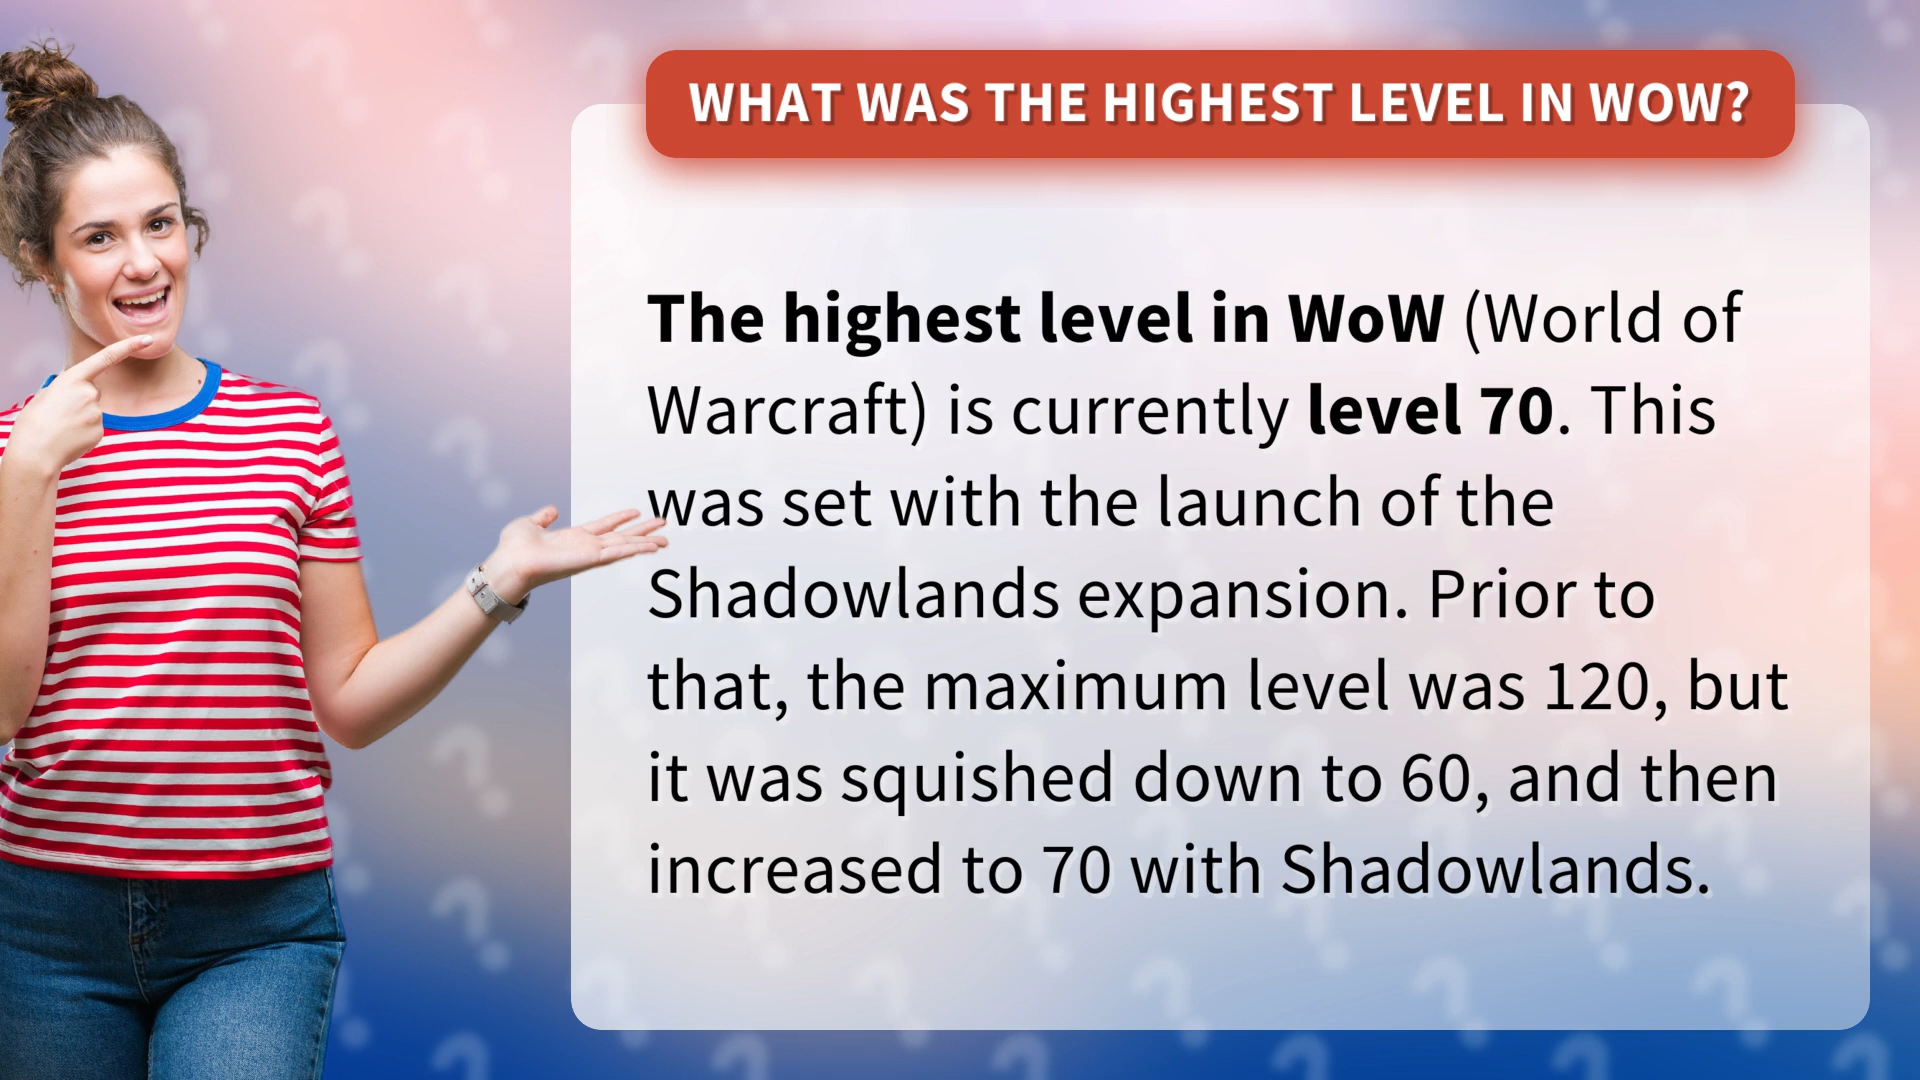 WHAT WAS THE HIGHEST LEVEL IN WOW?
The highest level in WoW (World of
Warcraft) is currently level 70. This
was set with the launch of the
Shadowlands expansion. Prior to
that, the maximum level was 120, but
it was squished down to 60, and then
increased to 70 with Shadowlands.